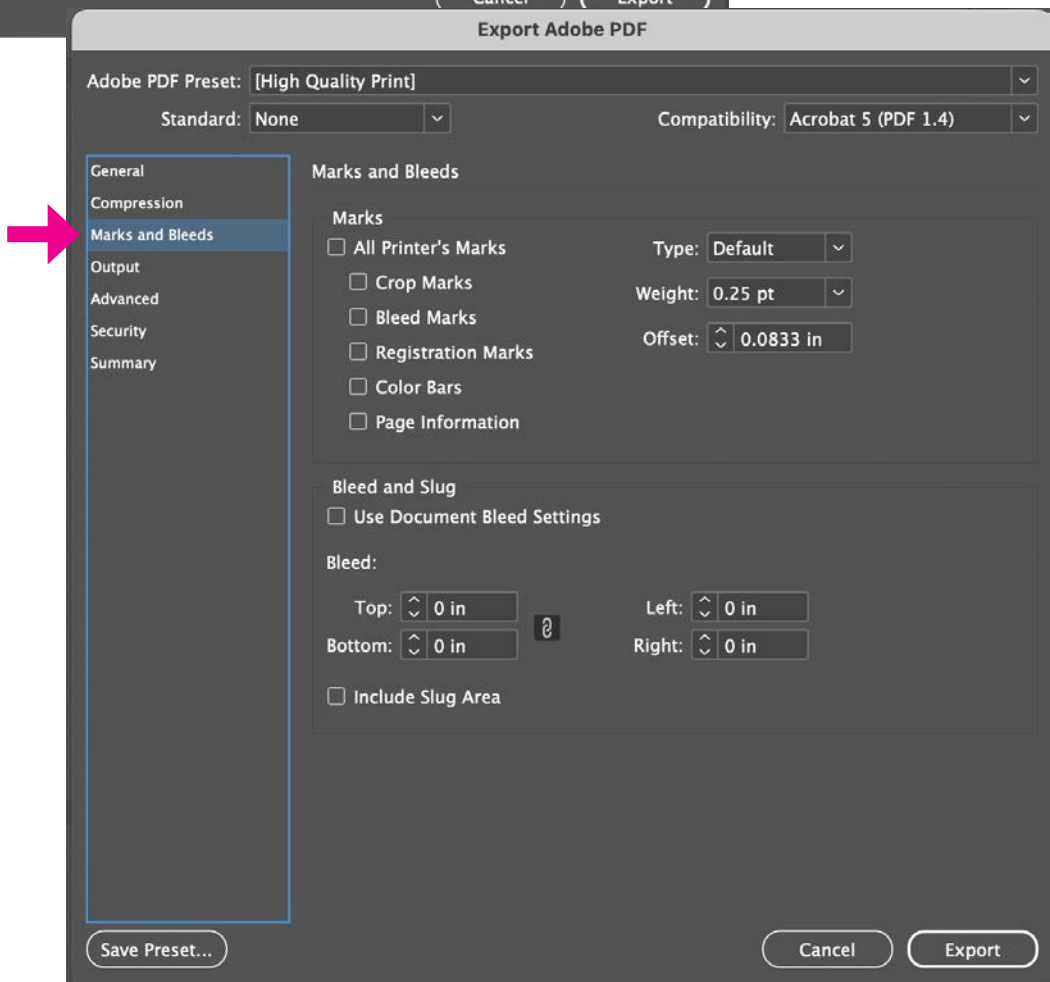 Cancel Export
Export Adobe PDF
Adobe PDF Preset: [High Quality Print]
Standard: None Compatibility: Acrobat 5 (PDF 1.4)
General
Compression
Marks and Bleeds
Output
Advanced
Security
Summary
Marks and Bleeds
Marks
All Printer's Marks
Crop Marks
Bleed Marks
Registration Marks
Color Bars
Page Information
Type: Default
Weight: 0.25 pt
Offset: 0.0833 in
Bleed and Slug
Use Document Bleed Settings
Bleed:
Top: 0 in Left: 0 in
Bottom: 0 in Right: 0 in
Include Slug Area
Save Preset... Cancel Export